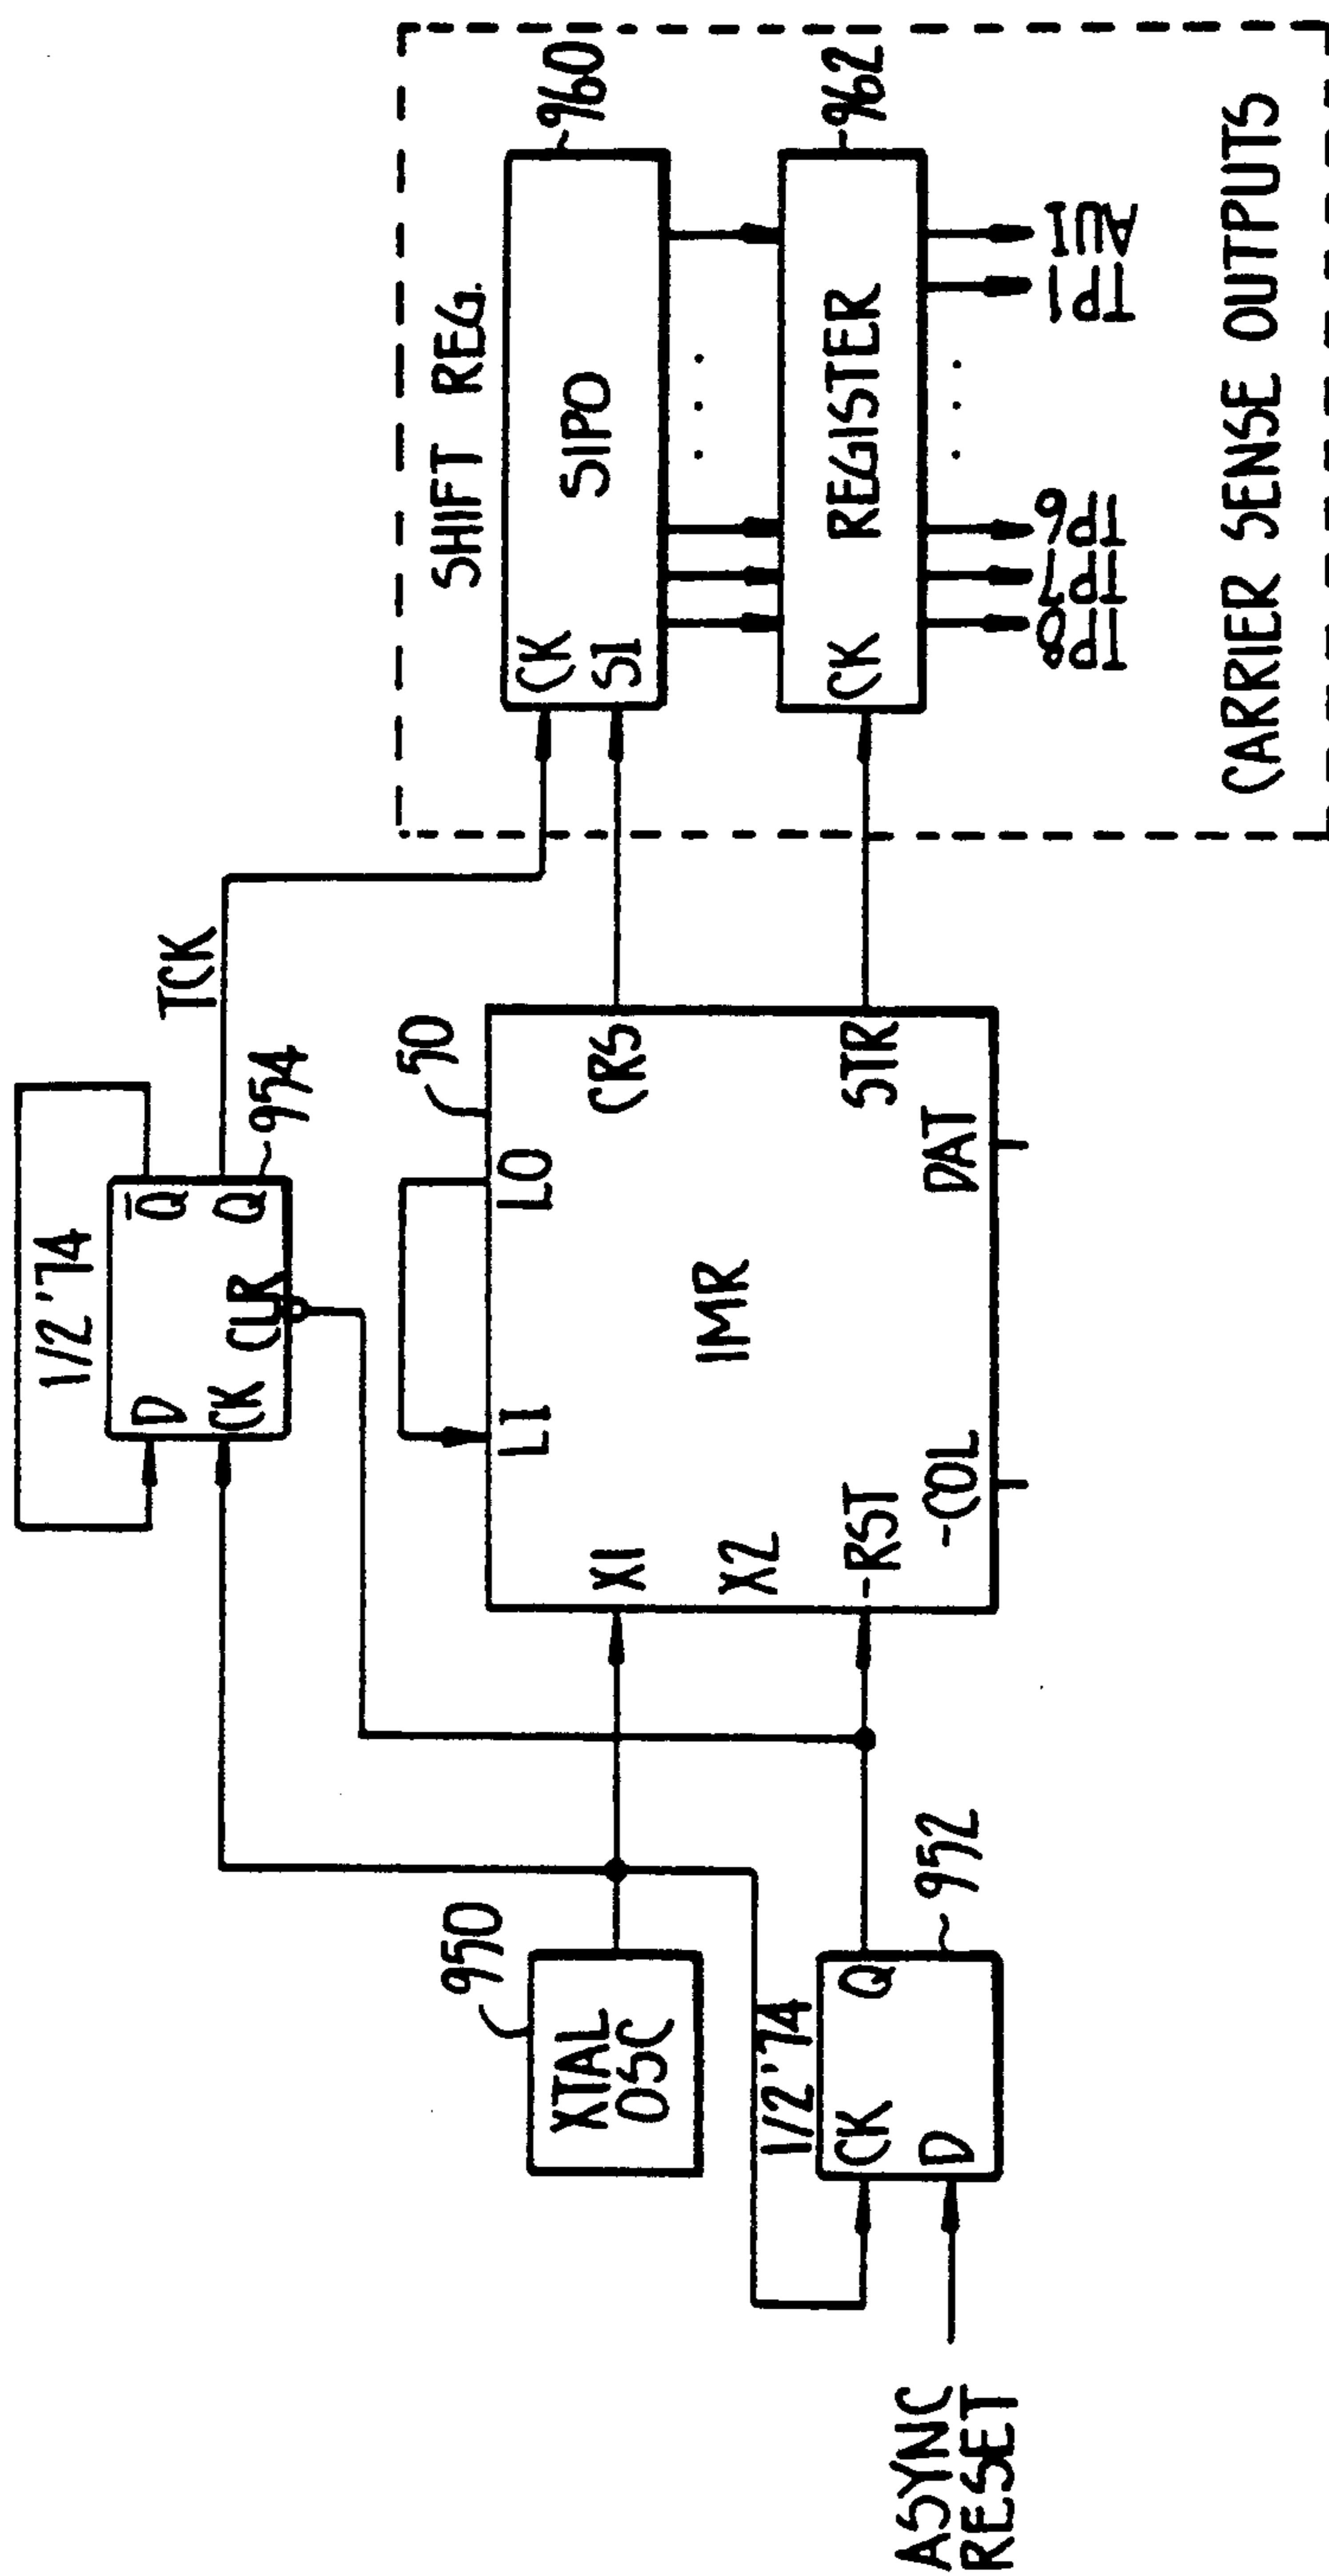 1/2 '74
D
Q̅
CK
Q
CLR
954
TCK
950
XTAL
OSC
1/2 '74
CK
Q
D
952
ASYNC
RESET
50
LI
LO
X1
CRS
X2
IMR
-RST
STR
-COL
DAT
SHIFT REG.
960
CK
SIPO
SI
. . .
962
REGISTER
CK
. . .
TP8
TP7
TP6
TP1
AUI
CARRIER SENSE OUTPUTS